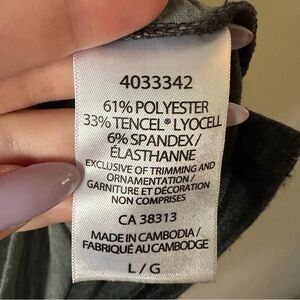 4033342
61% POLYESTER
33% TENCEL® LYOCELL
6% SPANDEX/
ÉLASTHANNE
EXCLUSIVE OF TRIMMING AND
ORNAMENTATION/
GARNITURE ET DÉCORATION
NON COMPRISES
CA 38313
MADE IN CAMBODIA/
FABRIQUÉ AU CAMBODGE
L/G